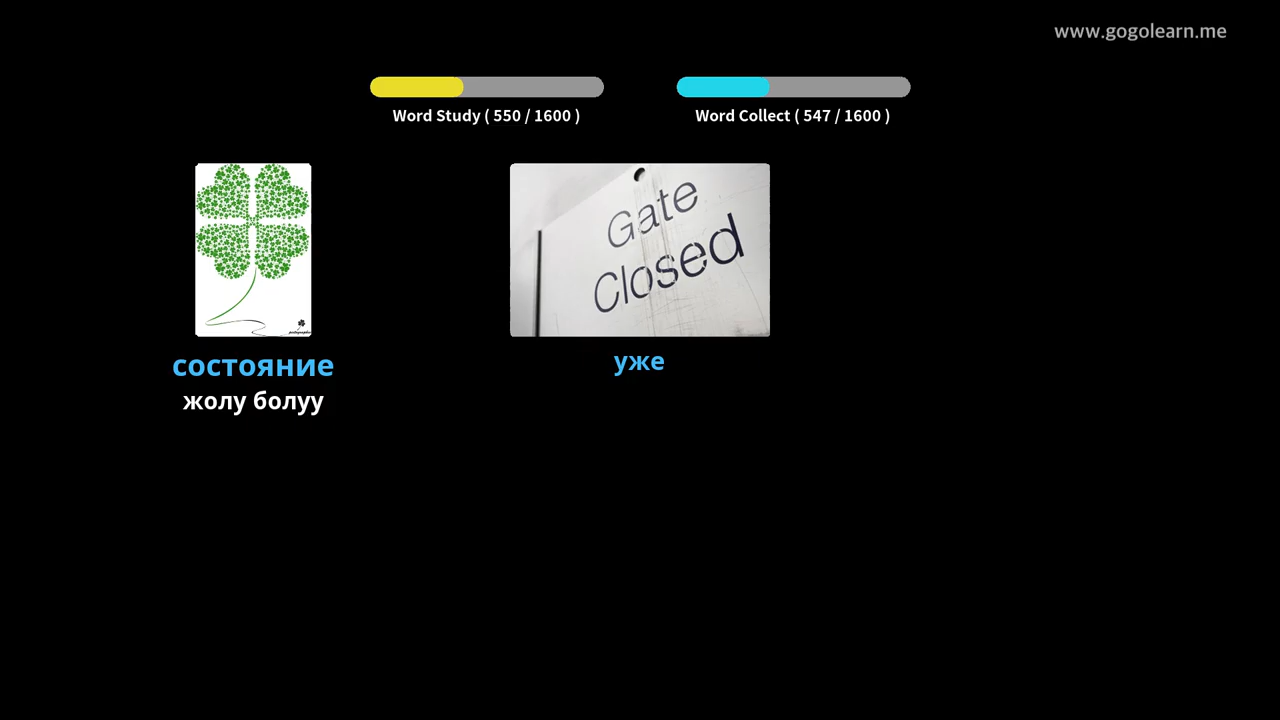 www.gogolearn.me
Word Study ( 550 / 1600 )
Word Collect ( 547 / 1600 )
Gate
Closed
состояние
жолу болуу
уже